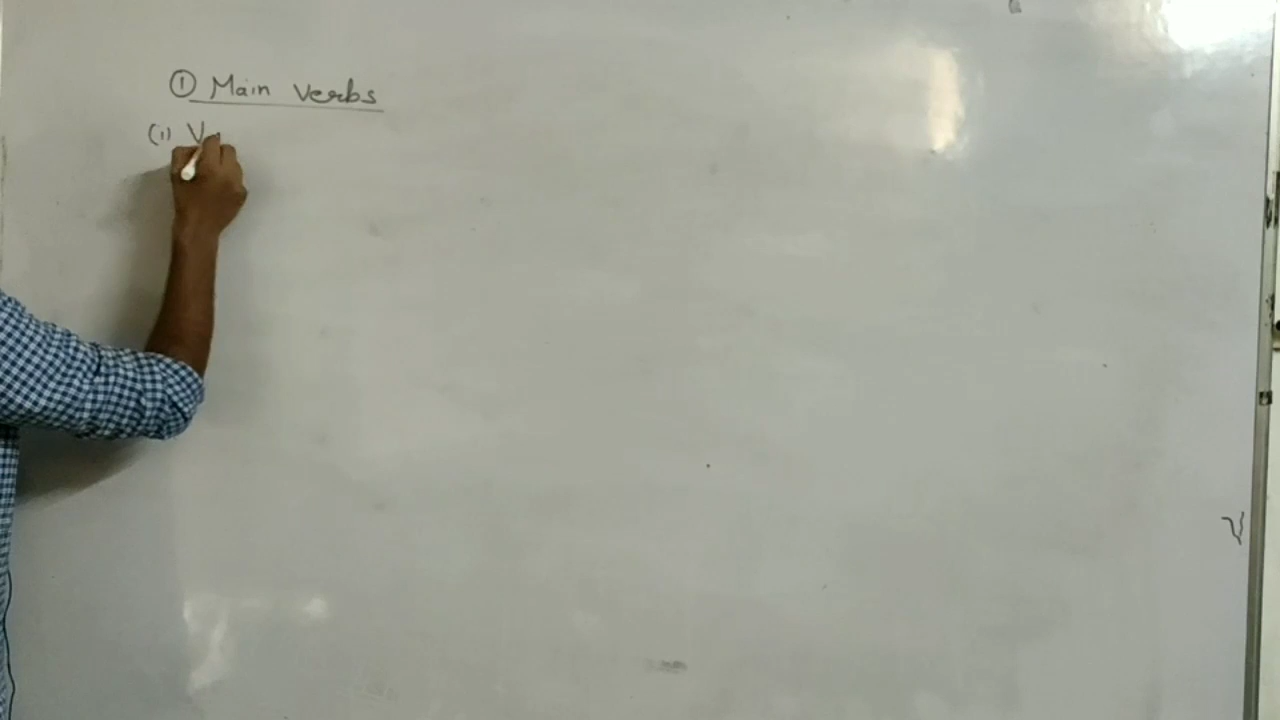 ① Main Verbs
(1) V